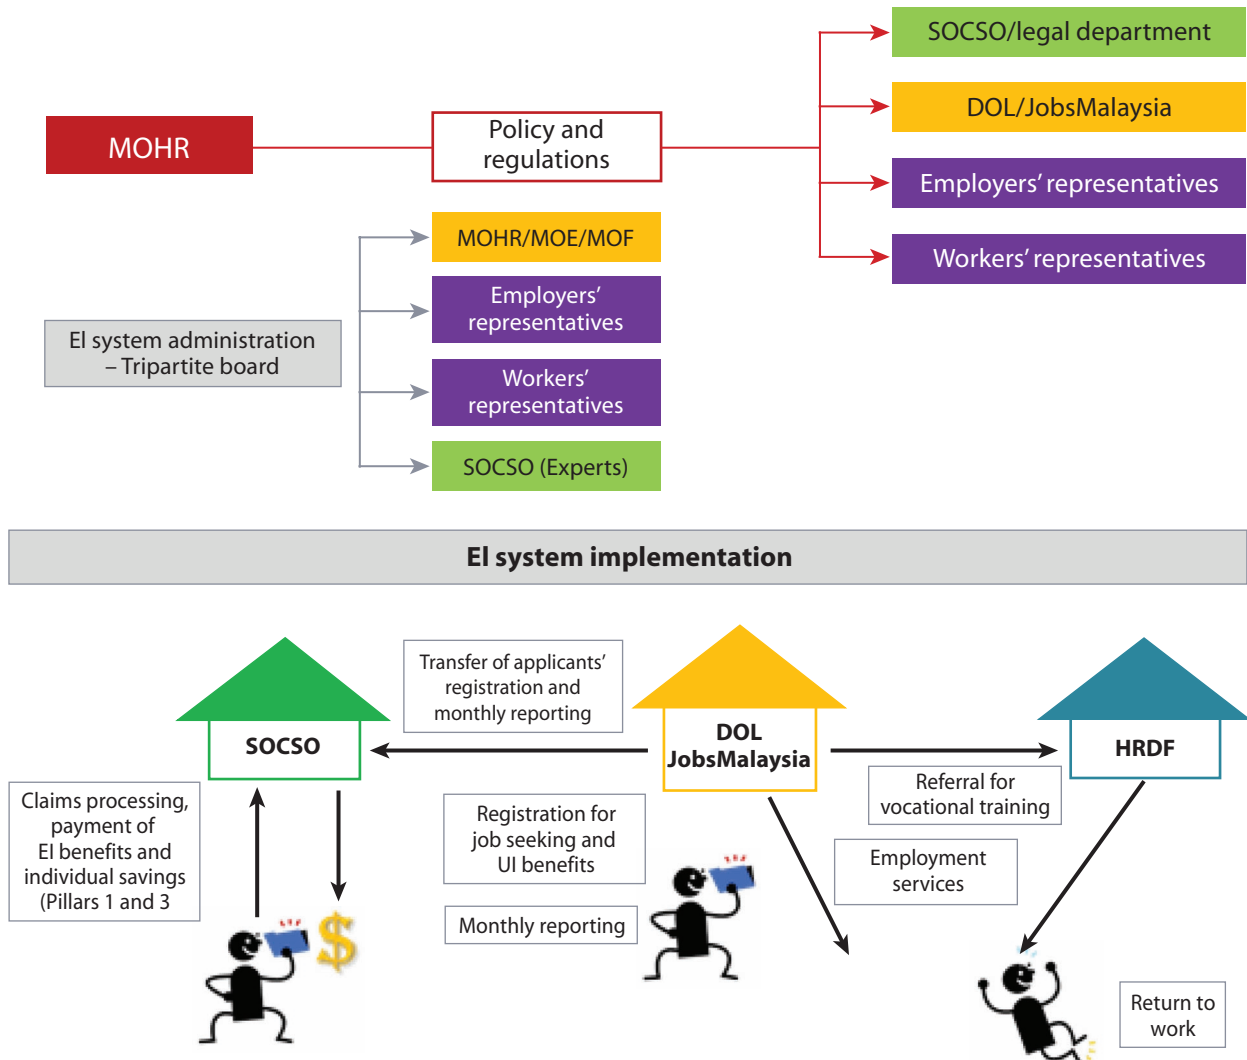 MOHR
Policy and
regulations
SOCSO/legal department
DOL/JobsMalaysia
Employers’ representatives
Workers’ representatives
EI system administration
– Tripartite board
MOHR/MOE/MOF
Employers’
representatives
Workers’
representatives
SOCSO (Experts)
EI system implementation
SOCSO
Transfer of applicants’
registration and
monthly reporting
DOL
JobsMalaysia
HRDF
Claims processing,
payment of
EI benefits and
individual savings
(Pillars 1 and 3
Registration for
job seeking and
UI benefits
Monthly reporting
Referral for
vocational training
Employment
services
Return to
work